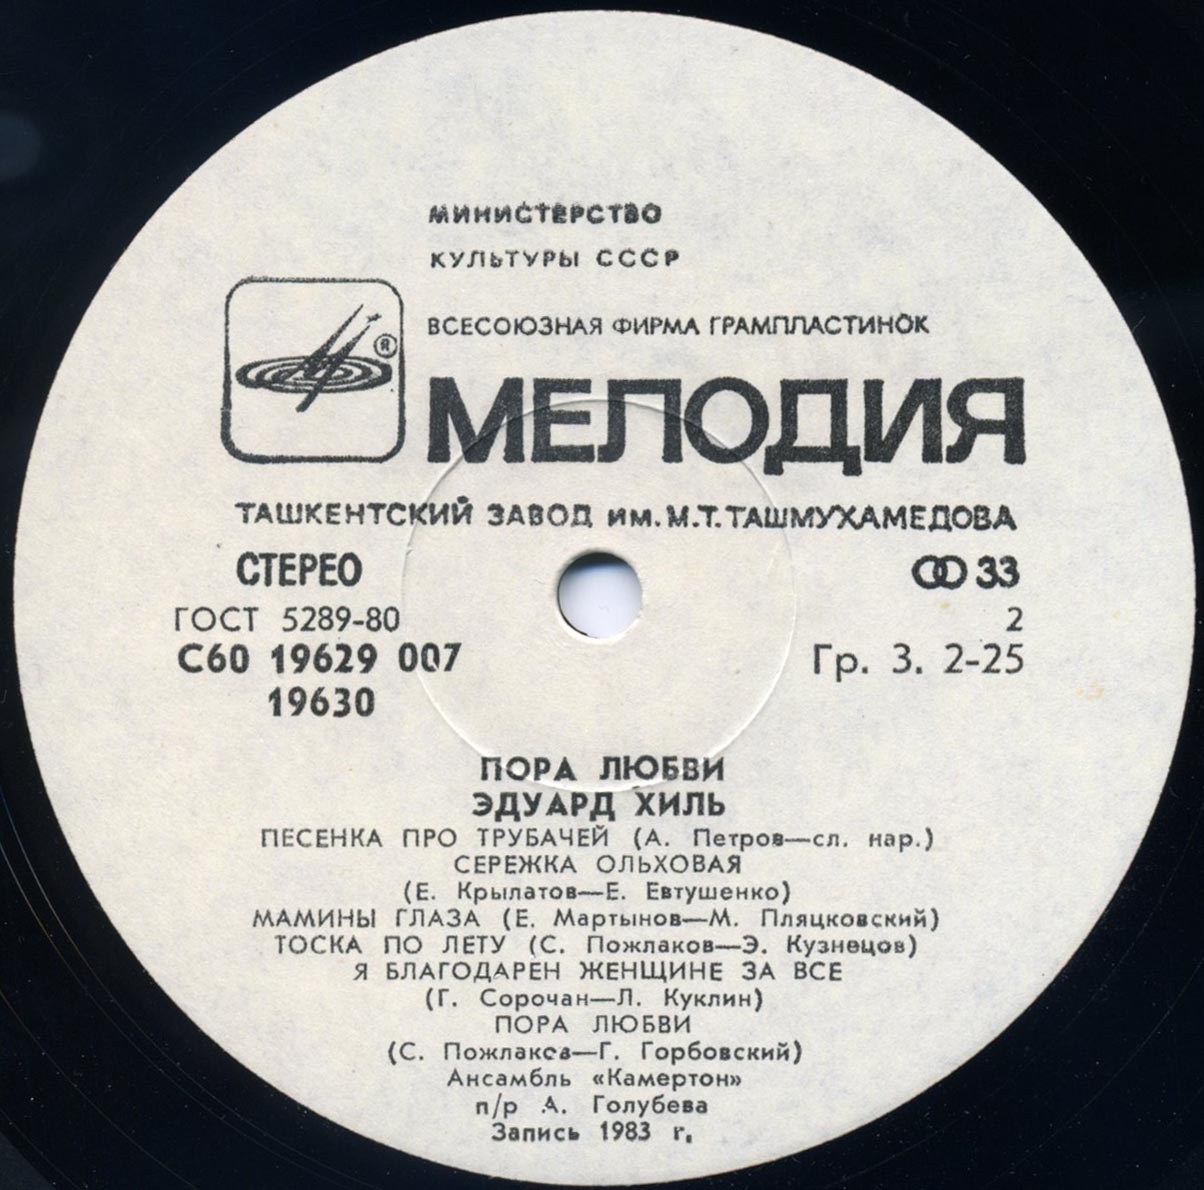 МИНИСТЕРСТВО
КУЛЬТУРЫ СССР
ВСЕСОЮЗНАЯ ФИРМА ГРАМПЛАСТИНОК
®
МЕЛОДИЯ
ТАШКЕНТСКИЙ ЗАВОД им. М.Т. ТАШМУХАМЕДОВА
СТЕРЕО 33
ГОСТ 5289-80 2
С60 19629 007 Гр. 3. 2-25
19630
ПОРА ЛЮБВИ
ЭДУАРД ХИЛЬ
ПЕСЕНКА ПРО ТРУБАЧЕЙ (А. Петров—сл. нар.)
СЕРЕЖКА ОЛЬХОВАЯ
(Е. Крылатов—Е. Евтушенко)
МАМИНЫ ГЛАЗА (Е. Мартынов—М. Пляцковский)
ТОСКА ПО ЛЕТУ (С. Пожлаков—Э. Кузнецов)
Я БЛАГОДАРЕН ЖЕНЩИНЕ ЗА ВСЕ
(Г. Сорочан—Л. Куклин)
ПОРА ЛЮБВИ
(С. Пожлаков—Г. Горбовский)
Ансамбль «Камертон»
п/р А. Голубева
Запись 1983 г.